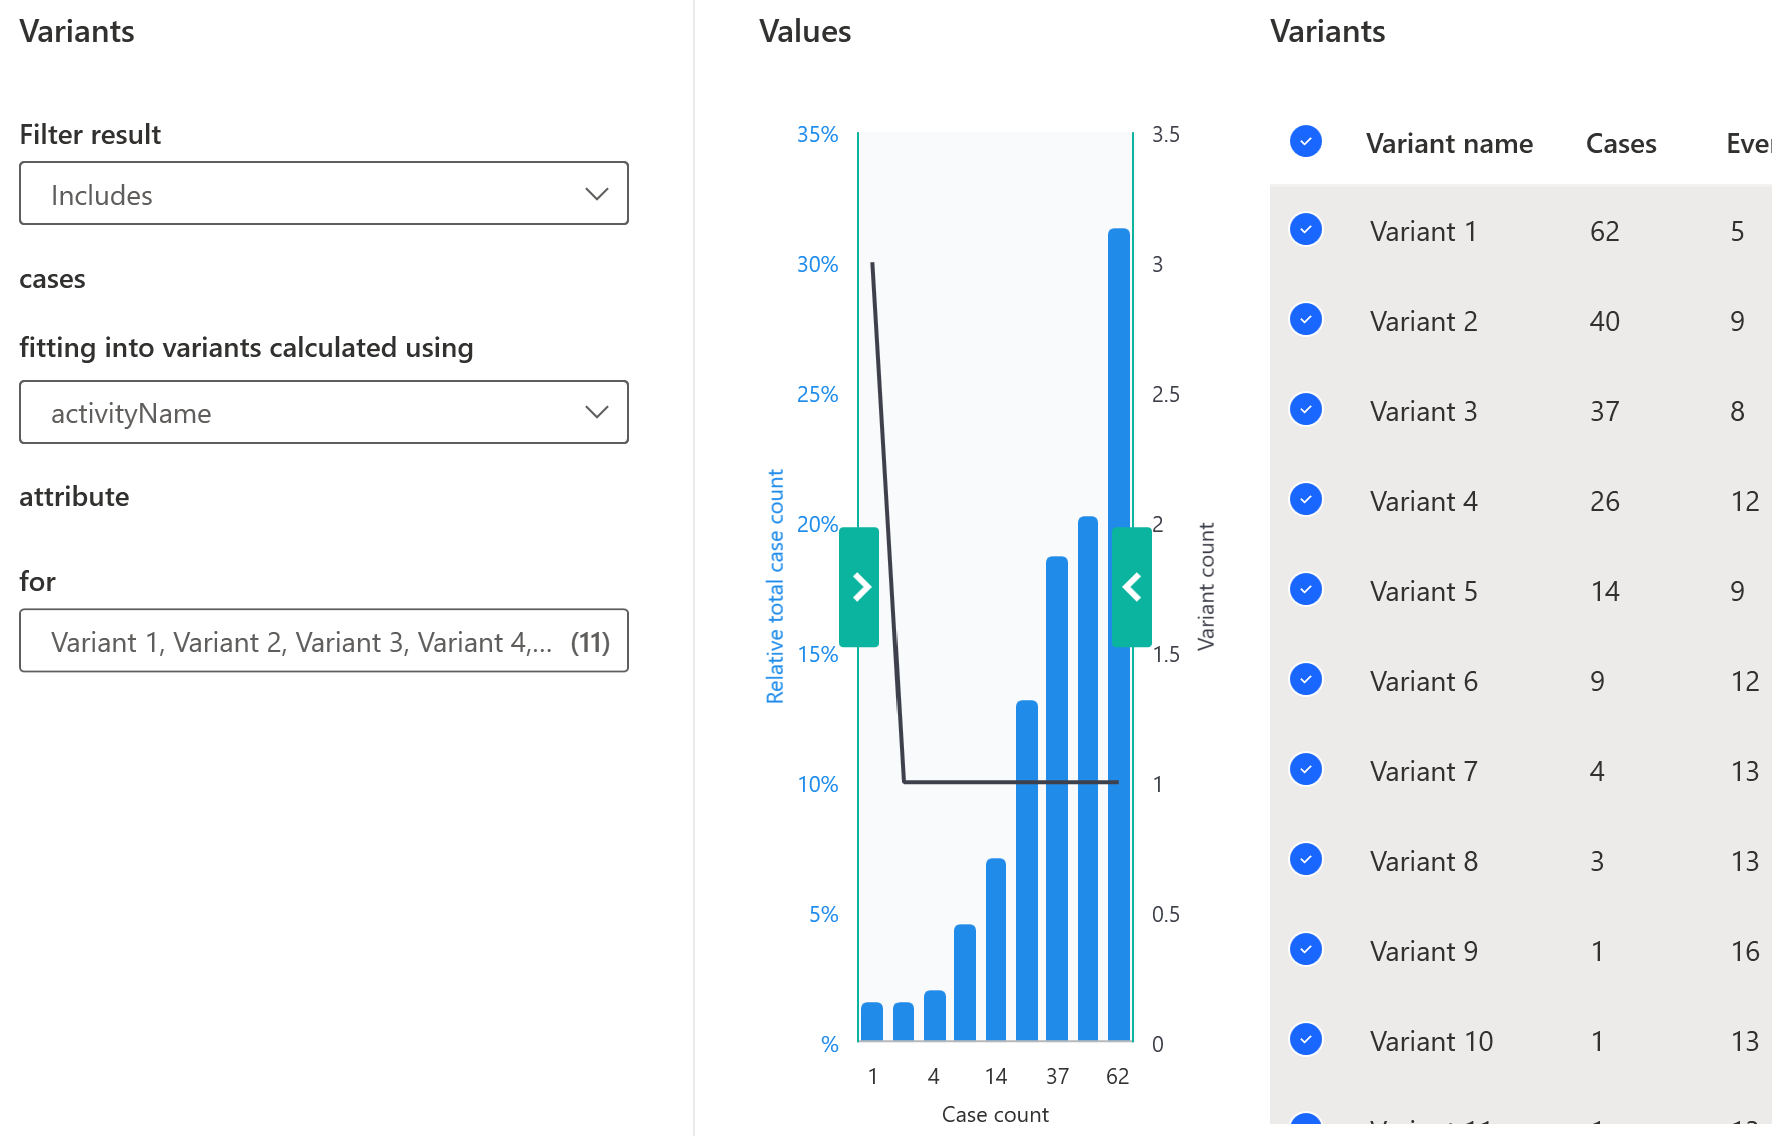 Variants
Filter result
Includes
cases
fitting into variants calculated using
activityName
attribute
for
Variant 1, Variant 2, Variant 3, Variant 4,... (11)
Values
35%
30%
25%
20%
15%
10%
5%
%
Relative total case count
3.5
3
2.5
2
1.5
1
0.5
0
Variant count
1 4 14 37 62
Case count
Variants
Variant name Cases Ever
Variant 1 62 5
Variant 2 40 9
Variant 3 37 8
Variant 4 26 12
Variant 5 14 9
Variant 6 9 12
Variant 7 4 13
Variant 8 3 13
Variant 9 1 16
Variant 10 1 13